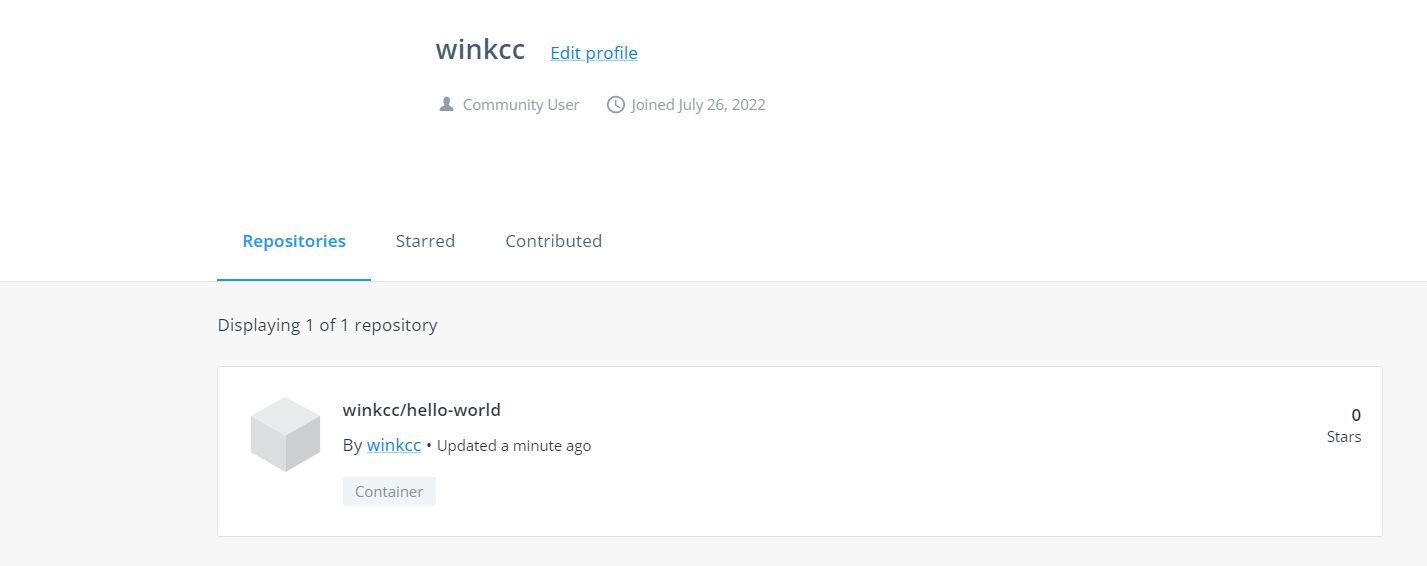 winkcc Edit profile
Community User Joined July 26, 2022
Repositories Starred Contributed
Displaying 1 of 1 repository
winkcc/hello-world
By winkcc • Updated a minute ago
Container
0
Stars